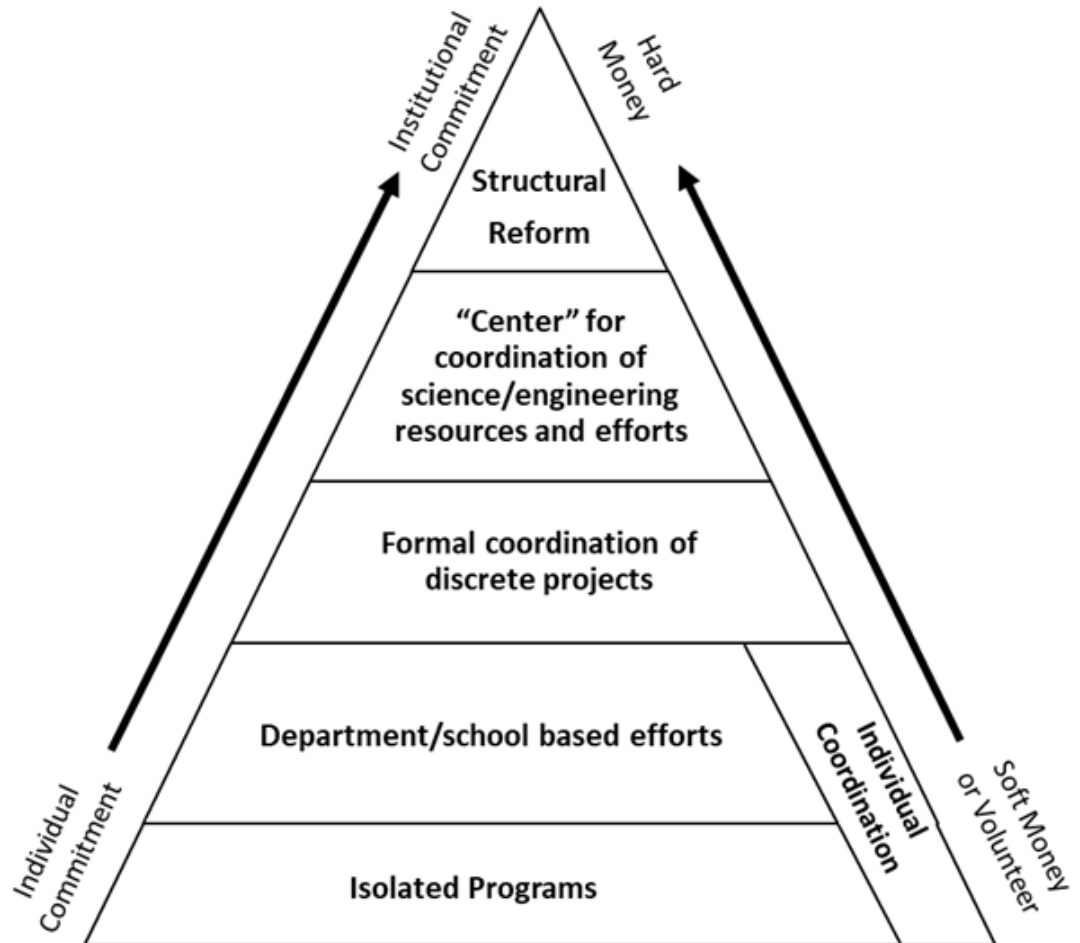 Institutional
Commitment
Hard
Money
Structural
Reform
“Center” for
coordination of
science/engineering
resources and efforts
Formal coordination of
discrete projects
Department/school based efforts
Individual
Coordination
Isolated Programs
Individual
Commitment
Soft Money
or Volunteer